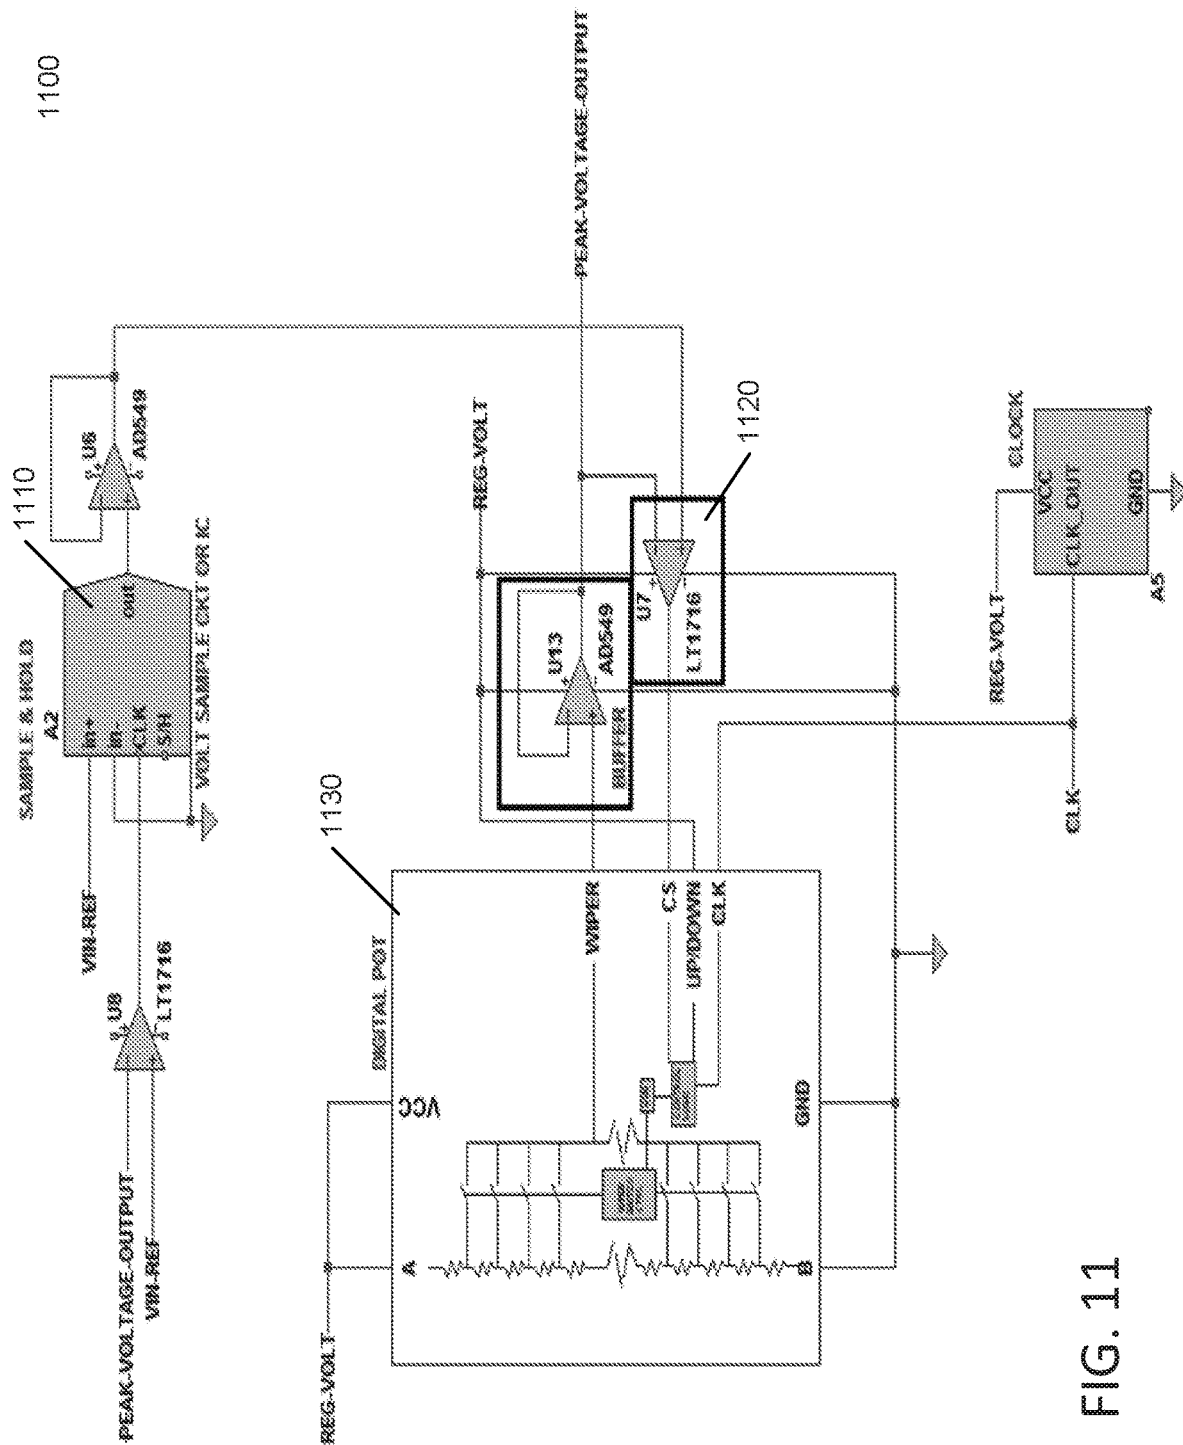 1100
SAMPLE & HOLD
A2
1110
In+
In-
CLK
S/H
OUT
VOLT SAMPLE CKT OR IC
U6
AD549
VIN-REF
U8
LT1716
PEAK-VOLTAGE-OUTPUT
VIN-REF
REG-VOLT
DIGITAL POT
1130
VCC
A
B
GND
WIPER
CS
UP/DOWN
CLK
REG-VOLT
U13
AD549
BUFFER
U7
LT1716
1120
PEAK-VOLTAGE-OUTPUT
REG-VOLT
CLOCK
VCC
CLK_OUT
GND
A5
CLK
FIG. 11